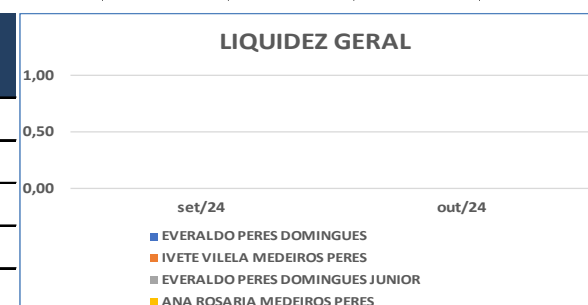 LIQUIDEZ GERAL
1,00
0,50
0,00
set/24 out/24
EVERALDO PERES DOMINGUES
IVETE VILELA MEDEIROS PERES
EVERALDO PERES DOMINGUES JUNIOR
ANA ROSARIA MEDEIROS PERES